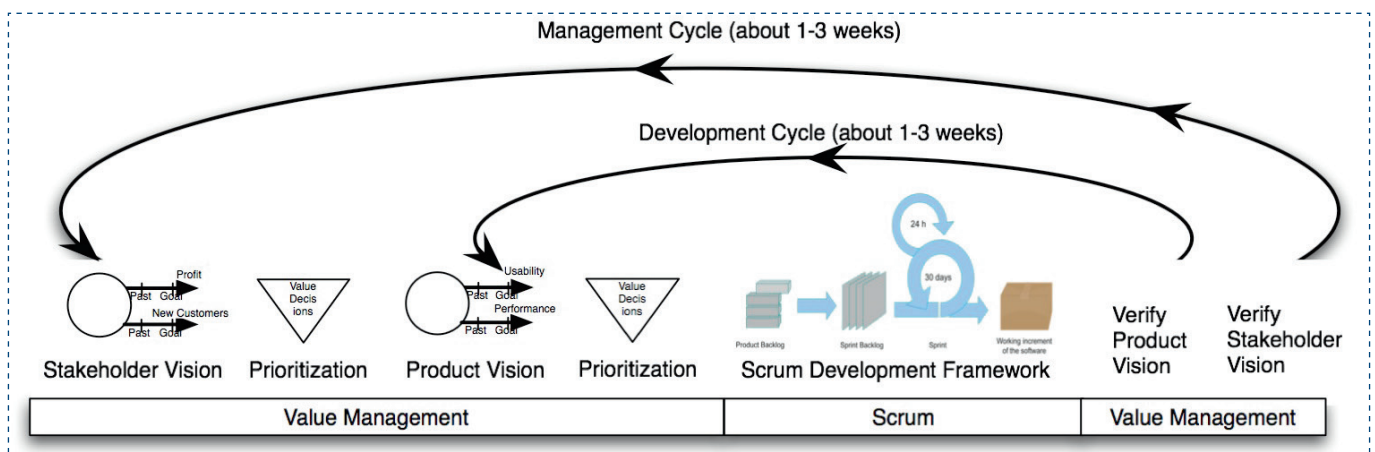 Management Cycle (about 1-3 weeks)
Development Cycle (about 1-3 weeks)
Profit
Past Goal
New Customers
Past Goal
Stakeholder Vision
Value
Decis
ions
Prioritization
Usability
Past Goal
Performance
Past Goal
Product Vision
Value
Decis
ions
Prioritization
24 h
30 days
Product Backlog
Sprint Backlog
Sprint
Working increment
of the software
Scrum Development Framework
Verify
Product
Vision
Verify
Stakeholder
Vision
Value Management
Scrum
Value Management